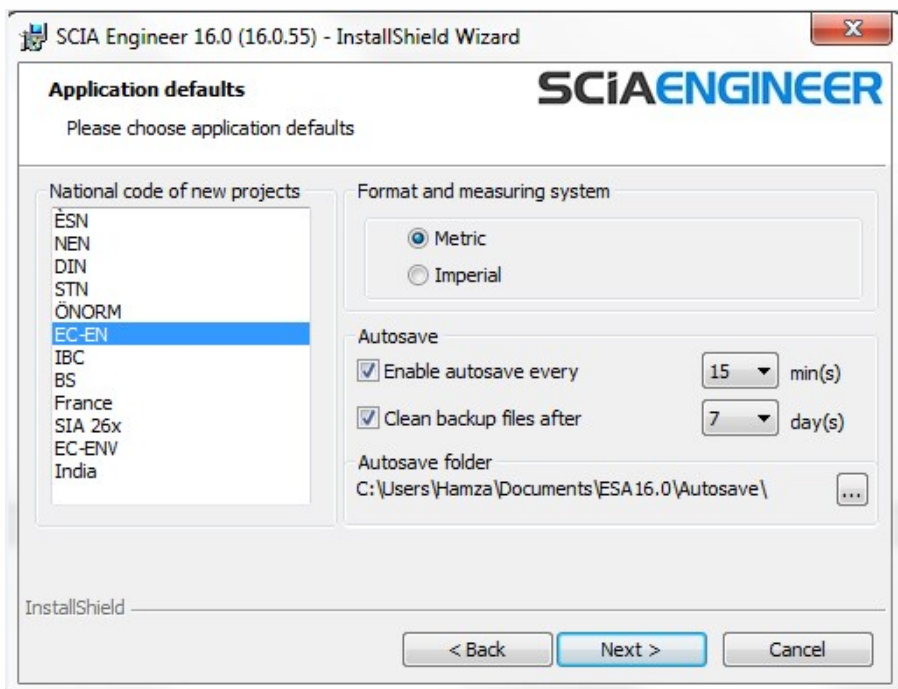 SCIA Engineer 16.0 (16.0.55) - InstallShield Wizard
Application defaults
SCiAENGINEER
Please choose application defaults
National code of new projects
ÈSN
NEN
DIN
STN
ÖNORM
EC-EN
IBC
BS
France
SIA 26x
EC-ENV
India
Format and measuring system
Metric
Imperial
Autosave
Enable autosave every 15 min(s)
Clean backup files after 7 day(s)
Autosave folder
C:\Users\Hamza\Documents\ESA16.0\Autosave\ ...
InstallShield
< Back Next > Cancel